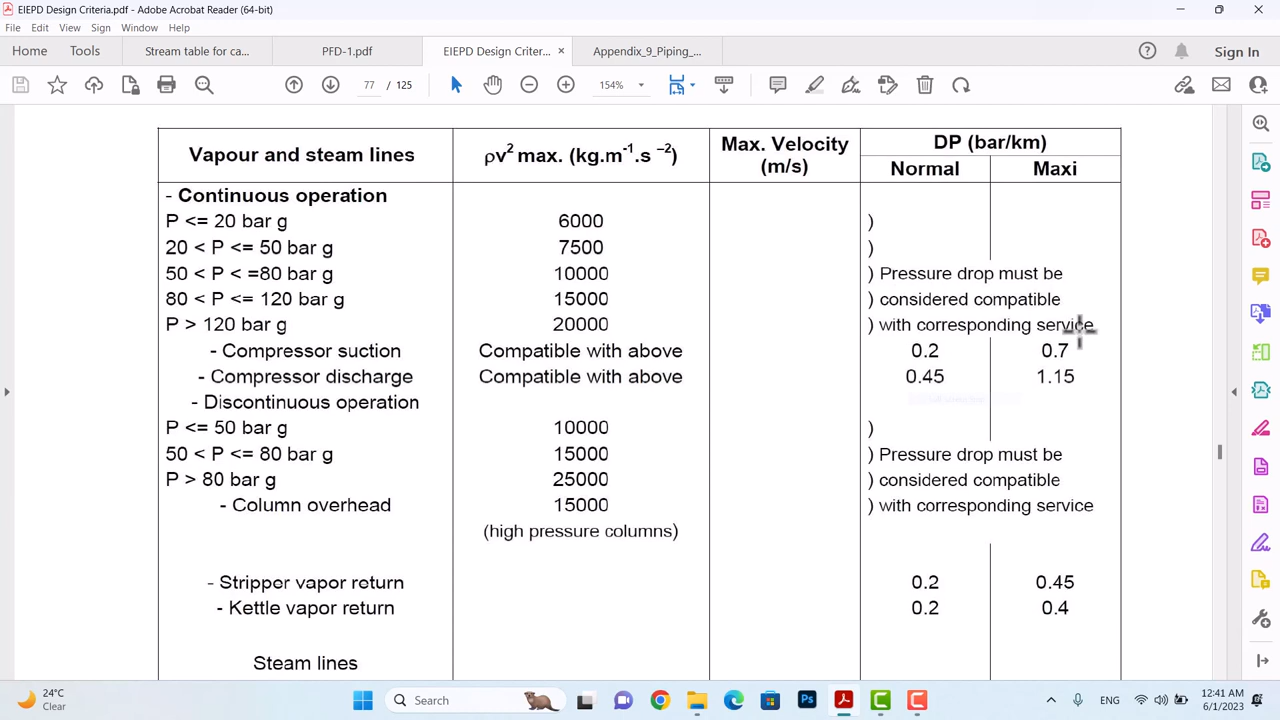 EIEPD Design Criteria.pdf - Adobe Acrobat Reader (64-bit)
File Edit View Sign Window Help
Home Tools Stream table for ca... PFD-1.pdf EIEPD Design Criter... × Appendix_9_Piping_... Sign In
77 / 125 154%
Vapour and steam lines ρv² max. (kg.m⁻¹.s ⁻²) Max. Velocity (m/s) DP (bar/km)
Normal Maxi
- Continuous operation
P <= 20 bar g 6000 )
20 < P <= 50 bar g 7500 )
50 < P < =80 bar g 10000 ) Pressure drop must be
80 < P <= 120 bar g 15000 ) considered compatible
P > 120 bar g 20000 ) with corresponding service
- Compressor suction Compatible with above 0.2 0.7
- Compressor discharge Compatible with above 0.45 1.15
- Discontinuous operation
P <= 50 bar g 10000 )
50 < P <= 80 bar g 15000 ) Pressure drop must be
P > 80 bar g 25000 ) considered compatible
- Column overhead 15000 ) with corresponding service
(high pressure columns)
- Stripper vapor return 0.2 0.45
- Kettle vapor return 0.2 0.4
Steam lines
24°C
Clear
Search
Ps
ENG
12:41 AM
6/1/2023